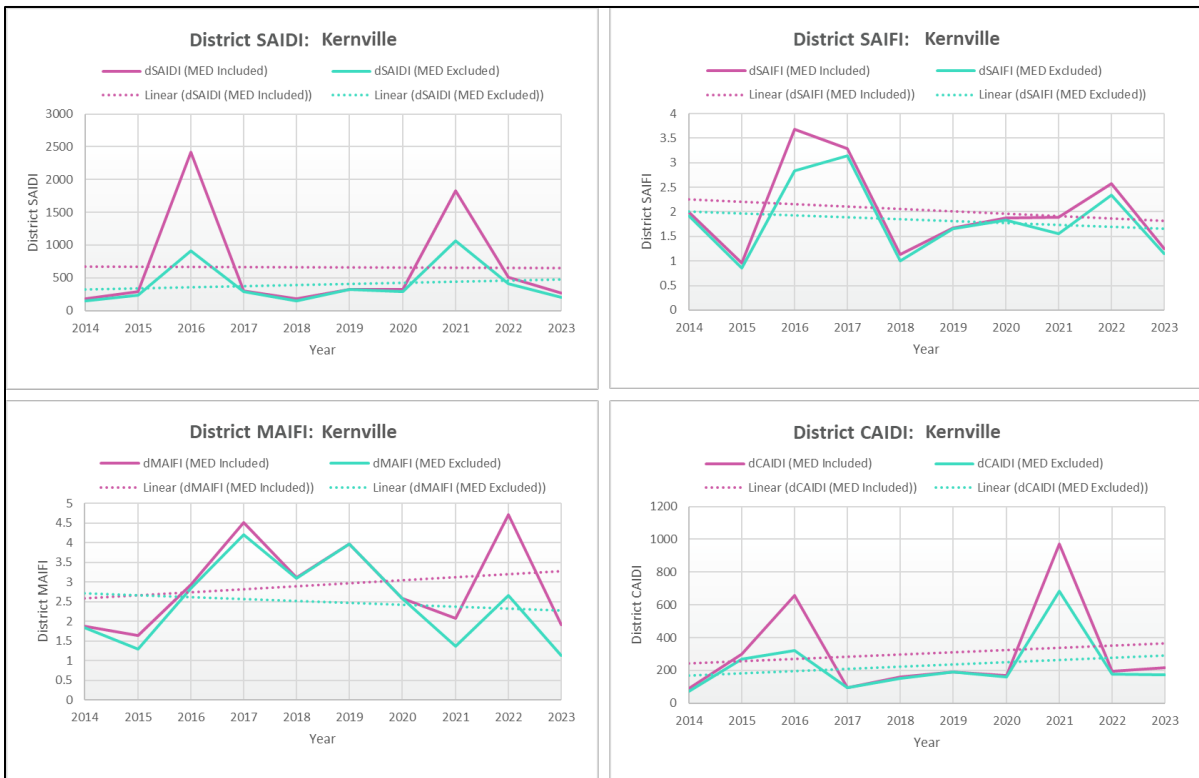 District SAIDI: Kernville
dSAIDI (MED Included)
dSAIDI (MED Excluded)
Linear (dSAIDI (MED Included))
Linear (dSAIDI (MED Excluded))
3000
2500
2000
1500
1000
500
0
District SAIDI
2014 2015 2016 2017 2018 2019 2020 2021 2022 2023
Year
District SAIFI: Kernville
dSAIFI (MED Included)
dSAIFI (MED Excluded)
Linear (dSAIFI (MED Included))
Linear (dSAIFI (MED Excluded))
4
3.5
3
2.5
2
1.5
1
0.5
0
District SAIFI
2014 2015 2016 2017 2018 2019 2020 2021 2022 2023
Year
District MAIFI: Kernville
dMAIFI (MED Included)
dMAIFI (MED Excluded)
Linear (dMAIFI (MED Included))
Linear (dMAIFI (MED Excluded))
5
4.5
4
3.5
3
2.5
2
1.5
1
0.5
0
District MAIFI
2014 2015 2016 2017 2018 2019 2020 2021 2022 2023
Year
District CAIDI: Kernville
dCAIDI (MED Included)
dCAIDI (MED Excluded)
Linear (dCAIDI (MED Included))
Linear (dCAIDI (MED Excluded))
1200
1000
800
600
400
200
0
District CAIDI
2014 2015 2016 2017 2018 2019 2020 2021 2022 2023
Year